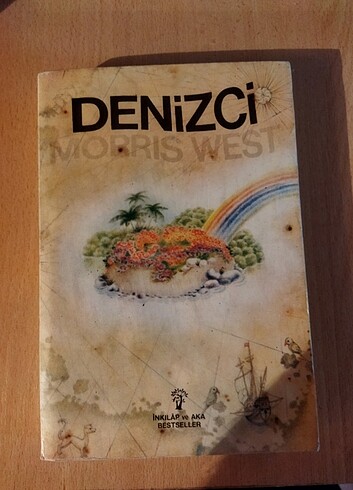 DENiZCi
MORRIS WEST
İNKILÂP ve AKA
BESTSELLER